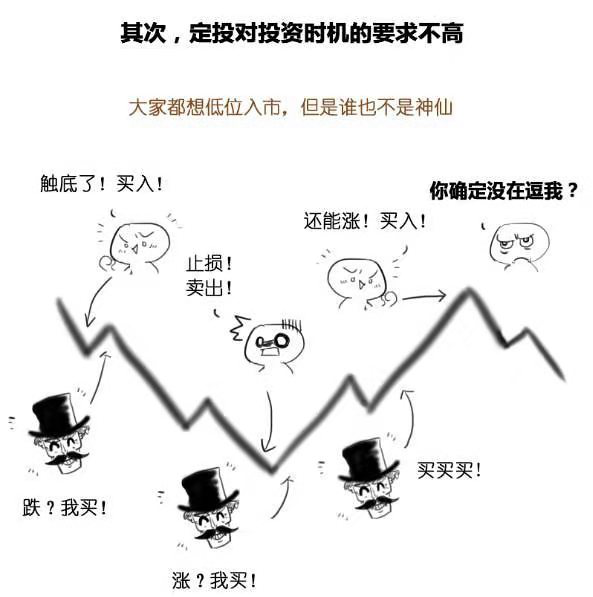 其次，定投对投资时机的要求不高
大家都想低位入市，但是谁也不是神仙
触底了！买入！
你确定没在逗我？
还能涨！买入！
止损！
卖出！
买买买！
跌？我买！
涨？我买！